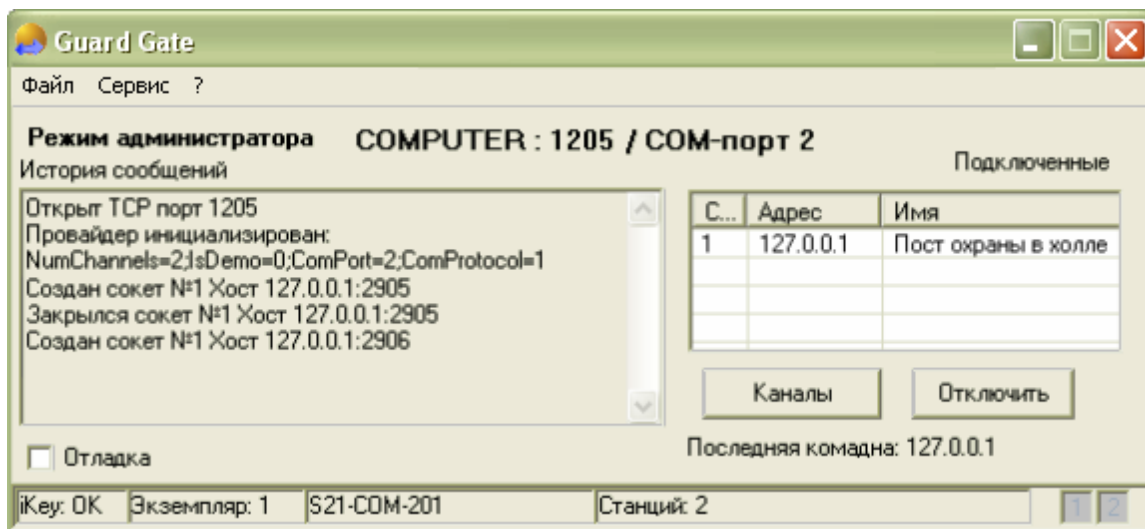 Guard Gate
Файл Сервис ?
Режим администратора COMPUTER : 1205 / COM-порт 2
История сообщений
Подключенные
Открыт TCP порт 1205
Провайдер инициализирован:
NumChannels=2;IsDemo=0;ComPort=2;ComProtocol=1
Создан сокет №1 Хост 127.0.0.1:2905
Закрылся сокет №1 Хост 127.0.0.1:2905
Создан сокет №1 Хост 127.0.0.1:2906
С... Адрес Имя
1 127.0.0.1 Пост охраны в холле
Каналы Отключить
Последняя комадна: 127.0.0.1
Отладка
iKey: OK Экземпляр: 1 S21-COM-201 Станций: 2 1 2